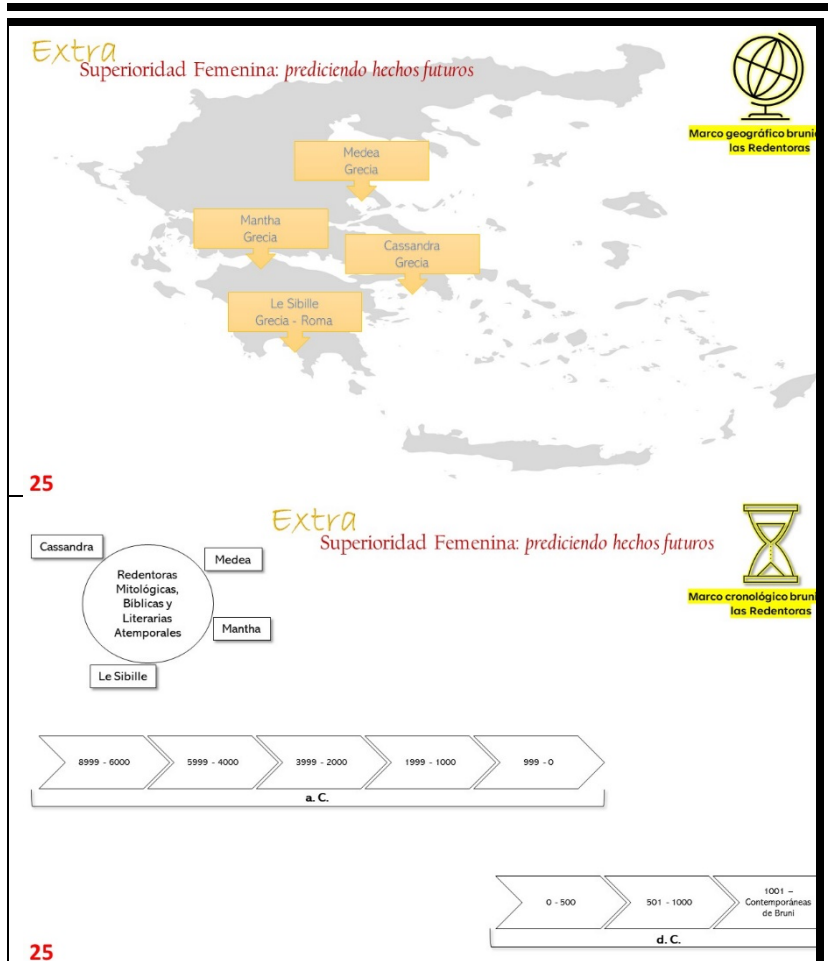 Extra
Superioridad Femenina: prediciendo hechos futuros
Marco geográfico bruni
las Redentoras
Medea
Grecia
Mantha
Grecia
Cassandra
Grecia
Le Sibille
Grecia - Roma
25
Extra
Superioridad Femenina: prediciendo hechos futuros
Marco cronológico bruni
las Redentoras
Cassandra
Medea
Redentoras
Mitológicas,
Bíblicas y
Literarias
Atemporales
Mantha
Le Sibille
8999 - 6000
5999 - 4000
3999 - 2000
1999 - 1000
999 - 0
a. C.
0 - 500
501 - 1000
1001 –
Contemporáneas
de Bruni
d. C.
25